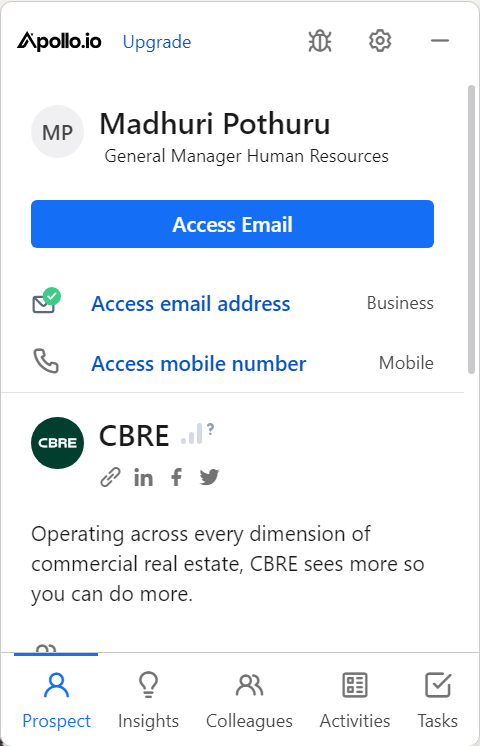 Apollo.io Upgrade
MP
Madhuri Pothuru
General Manager Human Resources
Access Email
Access email address Business
Access mobile number Mobile
CBRE
CBRE ?
Operating across every dimension of
commercial real estate, CBRE sees more so
you can do more.
Prospect Insights Colleagues Activities Tasks